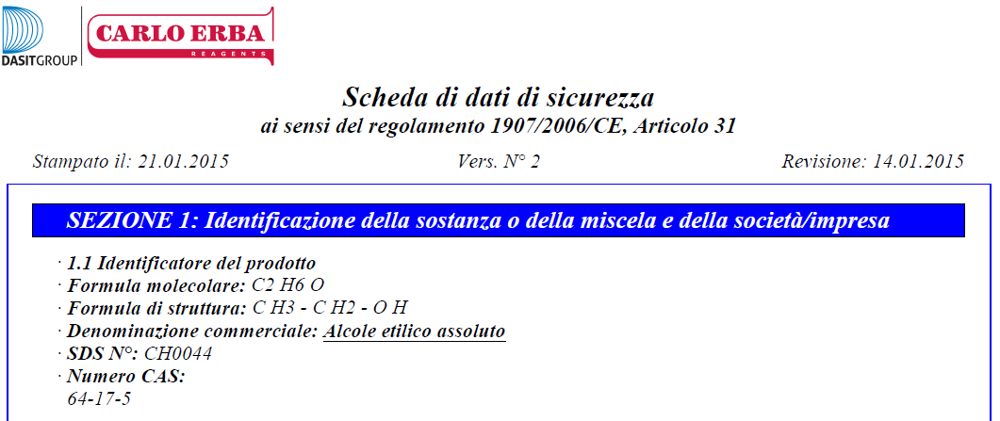 DASITGROUP
CARLO ERBA
REAGENTS
Scheda di dati di sicurezza
ai sensi del regolamento 1907/2006/CE, Articolo 31
Stampato il: 21.01.2015 Vers. N° 2 Revisione: 14.01.2015
SEZIONE 1: Identificazione della sostanza o della miscela e della società/impresa
· 1.1 Identificatore del prodotto
· Formula molecolare: C2 H6 O
· Formula di struttura: C H3 - C H2 - O H
· Denominazione commerciale: Alcole etilico assoluto
· SDS N°: CH0044
· Numero CAS:
64-17-5